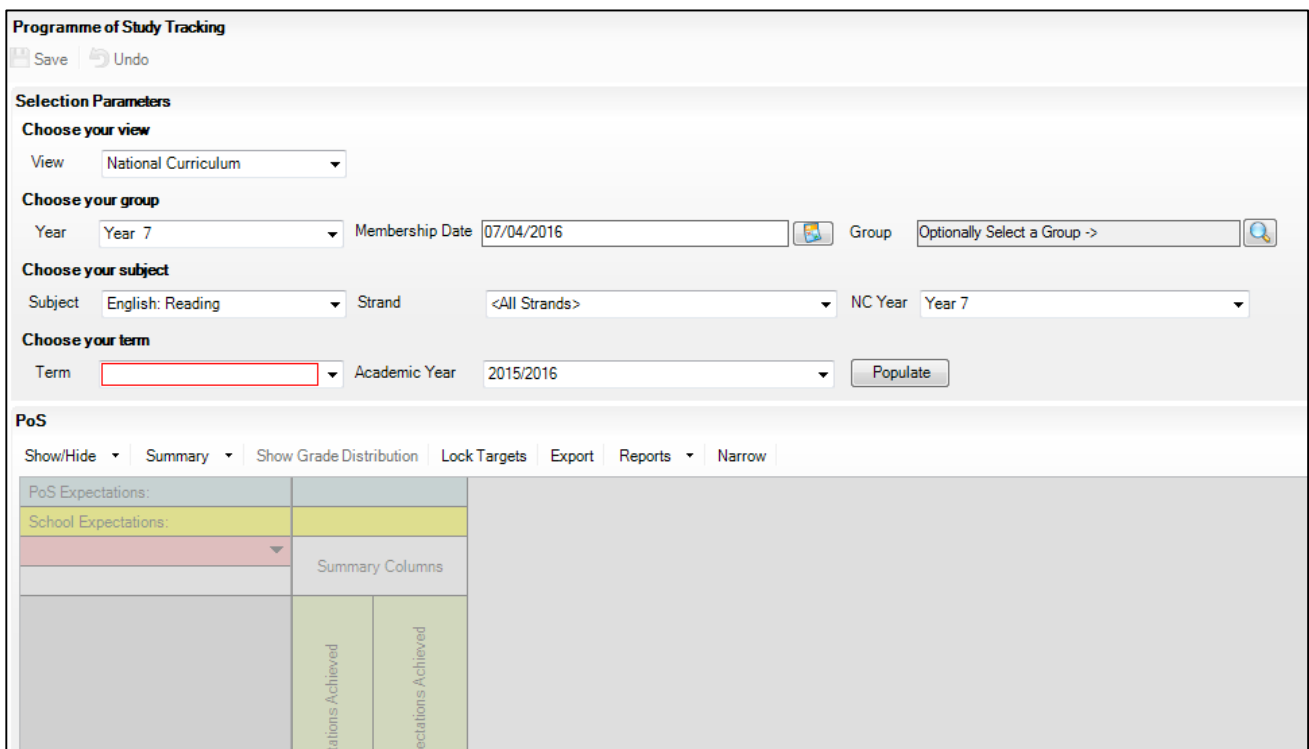 Programme of Study Tracking
Save Undo
Selection Parameters
Choose your view
View National Curriculum
Choose your group
Year Year 7 Membership Date 07/04/2016 Group Optionally Select a Group ->
Choose your subject
Subject English: Reading Strand <All Strands> NC Year Year 7
Choose your term
Term Academic Year 2015/2016 Populate
PoS
Show/Hide Summary Show Grade Distribution Lock Targets Export Reports Narrow
PoS Expectations:
School Expectations:
Summary Columns
Achieved
Achieved